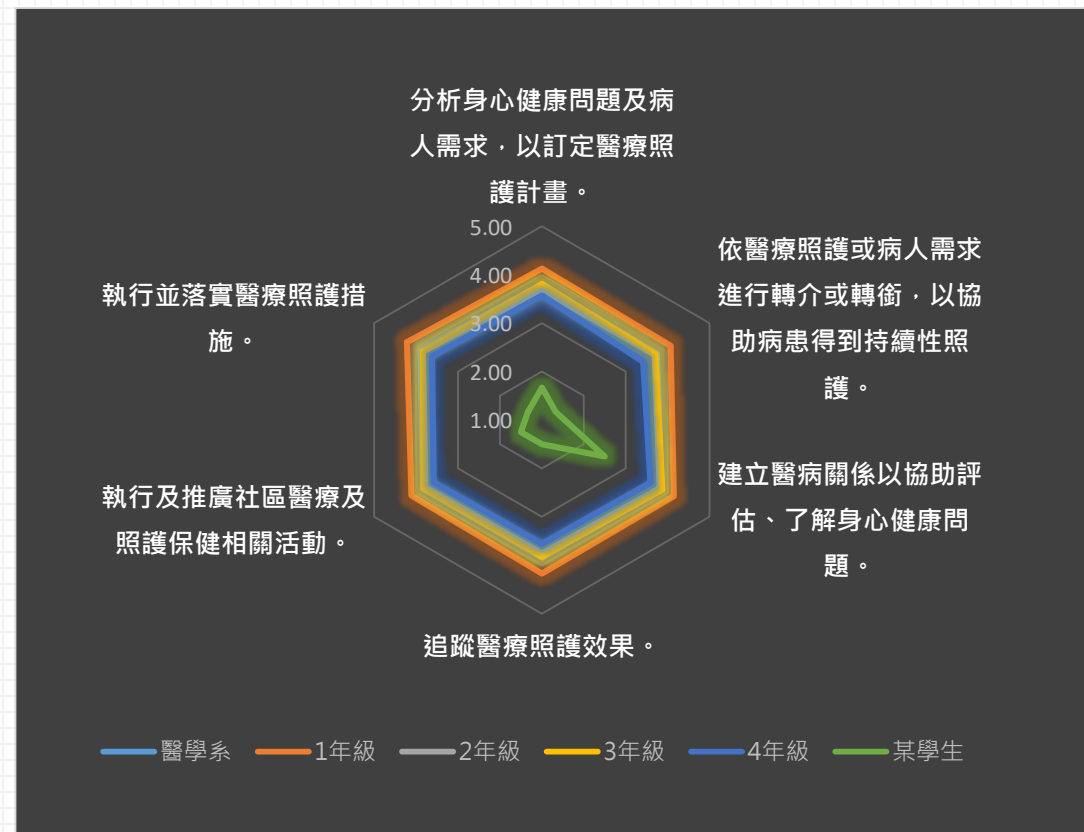 分析身心健康問題及病
人需求，以訂定醫療照
護計畫。
依醫療照護或病人需求
進行轉介或轉銜，以協
助病患得到持續性照
護。
建立醫病關係以協助評
估、了解身心健康問
題。
追蹤醫療照護效果。
執行及推廣社區醫療及
照護保健相關活動。
執行並落實醫療照護措
施。
5.00
4.00
3.00
2.00
1.00
醫學系 1年級 2年級 3年級 4年級 某學生